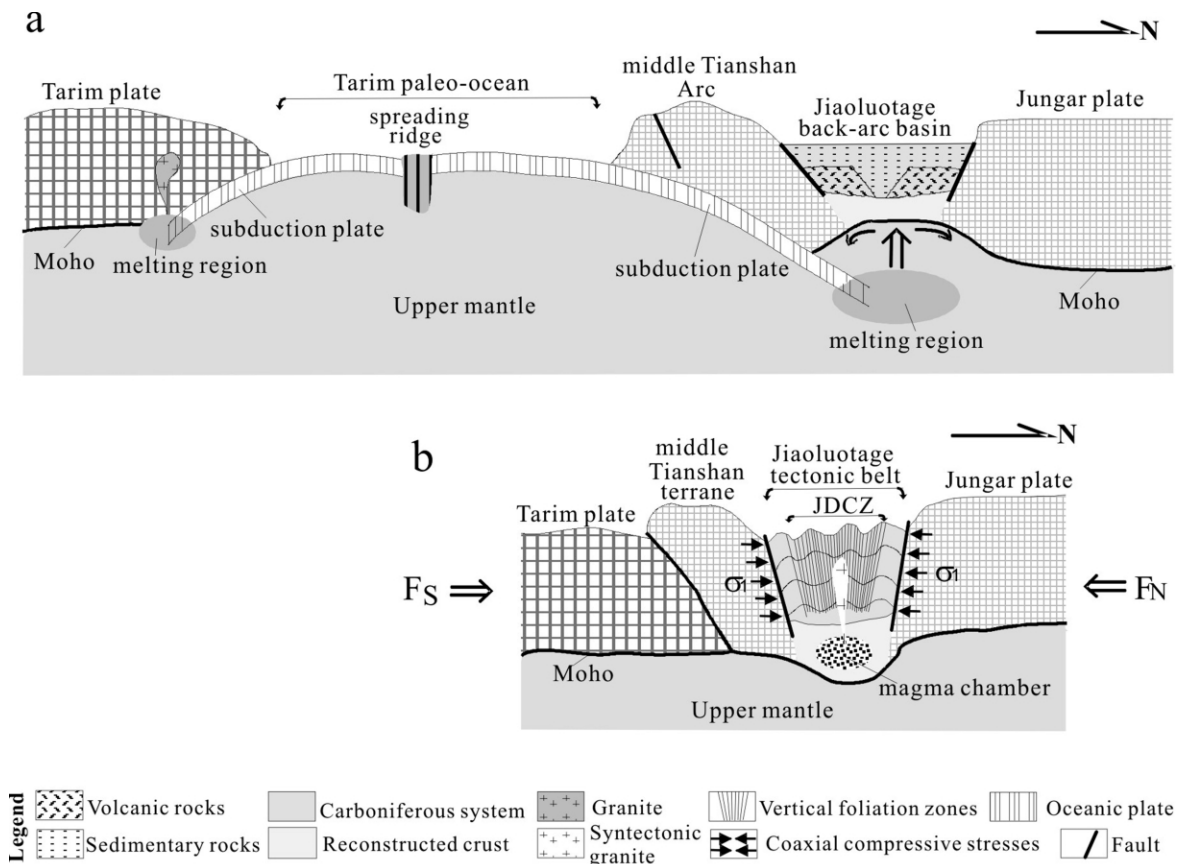 a
N
Tarim plate
Tarim paleo-ocean
spreading
ridge
middle Tianshan
Arc
Jiaoluotage
back-arc basin
Jungar plate
subduction plate
Moho
melting region
subduction plate
Upper mantle
Moho
melting region
b
N
middle
Tianshan
terrane
Jiaoluotage
tectonic belt
Jungar plate
Tarim plate
JDCZ
FS
σ1
σ1
FN
Moho
magma chamber
Upper mantle
Legend
Volcanic rocks
Carboniferous system
Granite
Vertical foliation zones
Oceanic plate
Sedimentary rocks
Reconstructed crust
Syntectonic
granite
Coaxial compressive stresses
Fault